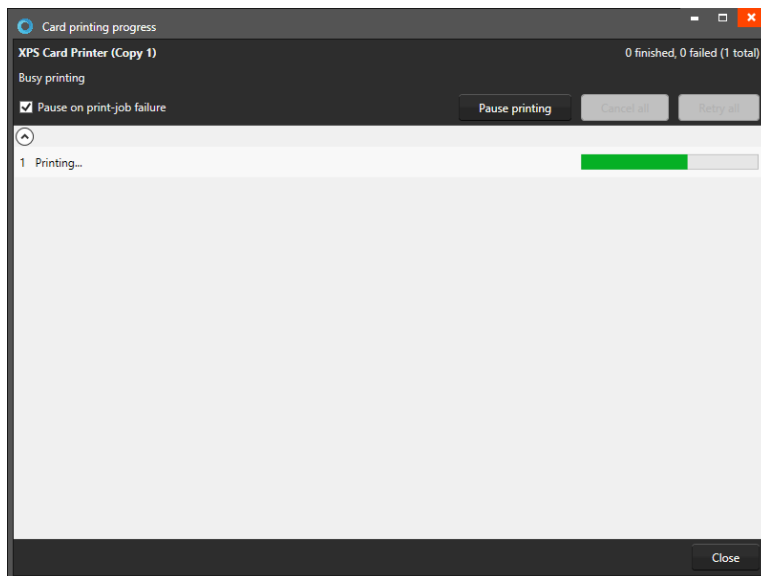 Card printing progress
XPS Card Printer (Copy 1) 0 finished, 0 failed (1 total)
Busy printing
Pause on print-job failure Pause printing Cancel all Retry all
1 Printing...
Close